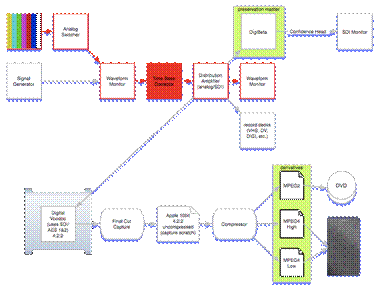 preservation master
Analog
Switcher
DigiBeta
Confidence Head
SDI Monitor
Signal
Generator
Waveform
Monitor
Time Base
Corrector
Distribution
Amplifier
(analog/SDI)
Waveform
Monitor
record decks
(VHS, DV,
DVD, etc.)
derivatives
Digital
Voodoo
(uses SDI/
AES 1&2)
4:2:2
Final Cut
Capture
Apple 10bit
4:2:2
uncompressed
(capture scratch)
Compressor
MPEG2
DVD
MPEG4
High
MPEG4
Low